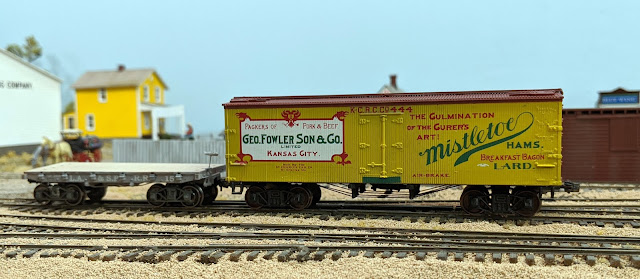 G COMPANY
K.C.R.C.Co 444
PACKERS OF PORK & BEEF.
GEO. FOWLER SON & CO.
LIMITED
KANSAS CITY.
THE CULMINATION
OF THE CURER'S
ART!
Mistletoe
HAMS.
BREAKFAST BACON
LARD.
AIR-BRAKE